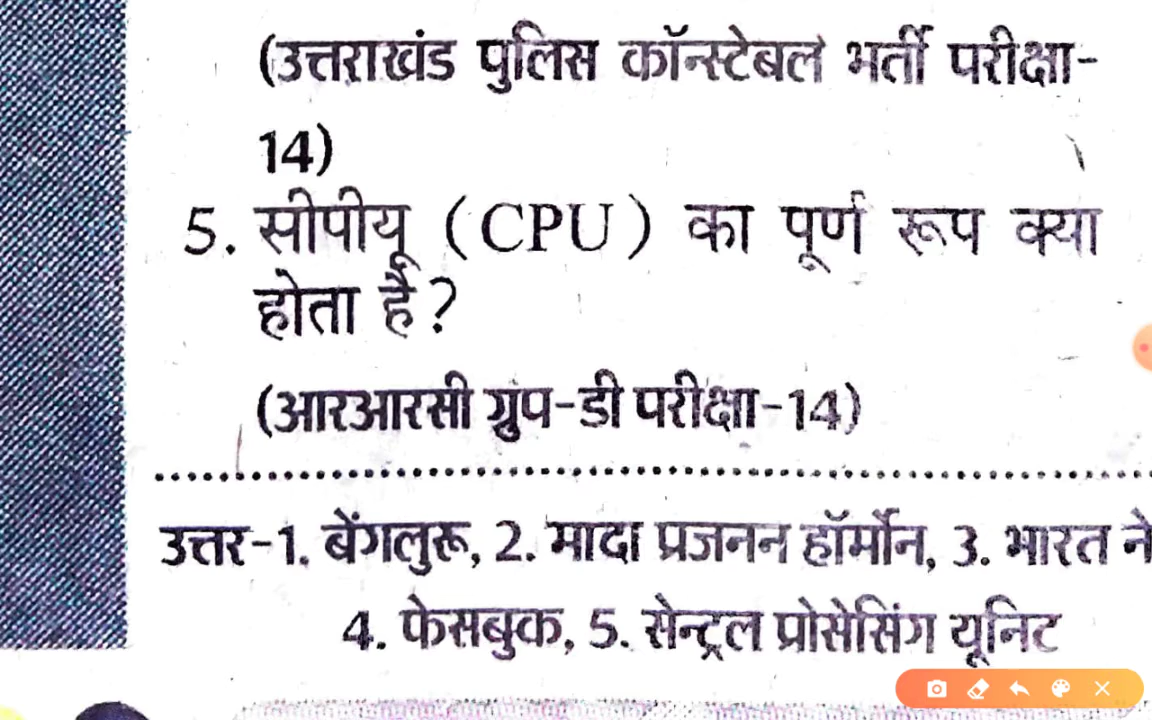 (उत्तराखंड पुलिस कॉन्स्टेबल भर्ती परीक्षा-
14)
5. सीपीयू (CPU) का पूर्ण रूप क्या
होता है?
(आरआरसी ग्रुप-डी परीक्षा-14)
उत्तर-1. बेंगलुरू, 2. मादा प्रजनन हॉर्मोन, 3. भारत ने
4. फेसबुक, 5. सेन्ट्रल प्रोसेसिंग यूनिट